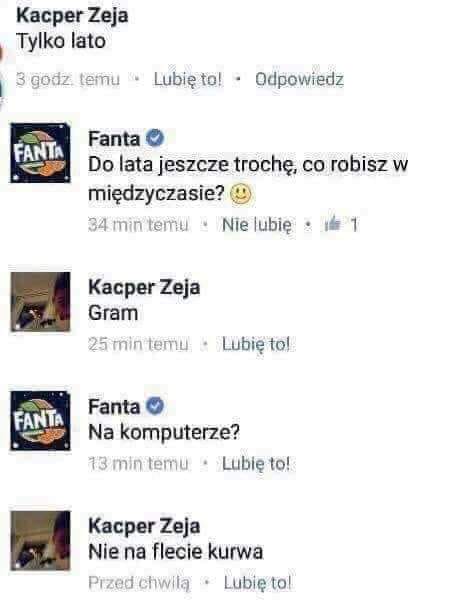 Kacper Zeja
Tylko lato
3 godz. temu · Lubię to! · Odpowiedz
FANTA
Fanta
Do lata jeszcze trochę, co robisz w
międzyczasie?
34 min temu · Nie lubię · 1
Kacper Zeja
Gram
25 min temu · Lubię to!
FANTA
Fanta
Na komputerze?
13 min temu · Lubię to!
Kacper Zeja
Nie na flecie kurwa
Przed chwilą · Lubię to!